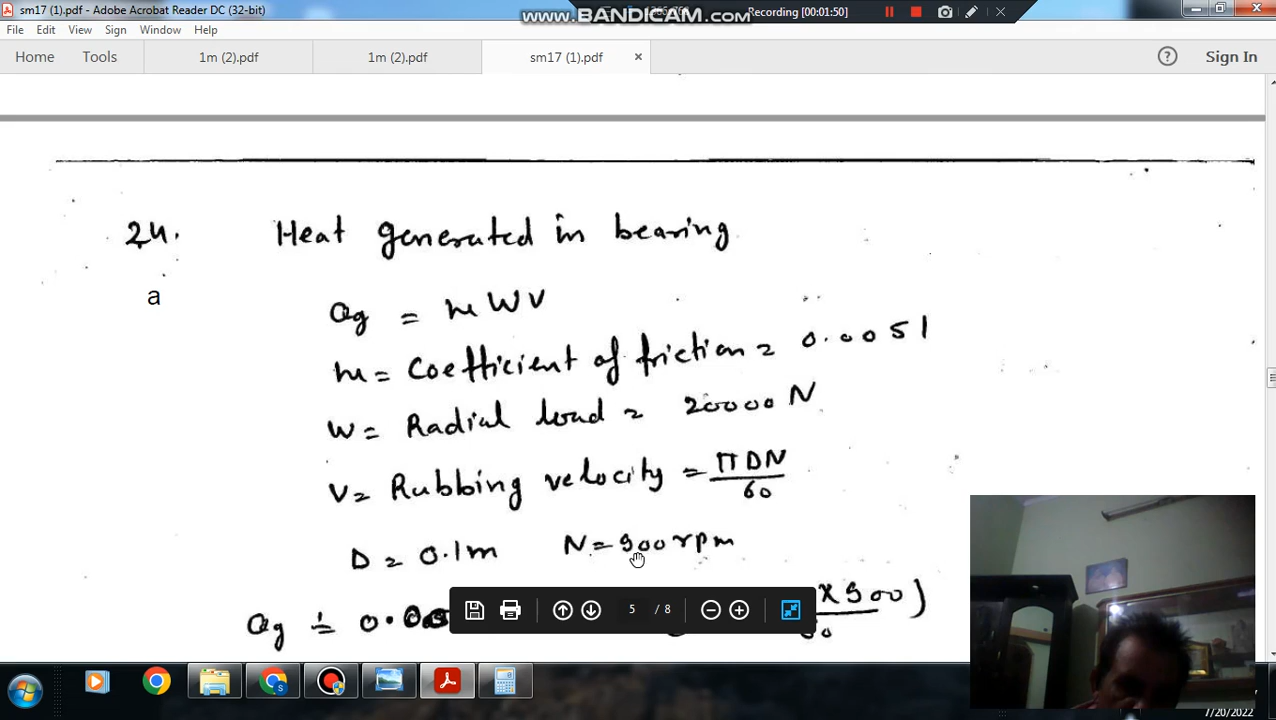 sm17 (1).pdf - Adobe Acrobat Reader DC (32-bit)
www.BANDICAM.com
Recording [00:01:50]
File Edit View Sign Window Help
Home Tools 1m (2).pdf 1m (2).pdf sm17 (1).pdf × Sign In
24. Heat generated in bearing
a
Qg = μ W V
μ = Coefficient of friction = 0.0051
W = Radial load = 20000 N
V = Rubbing velocity = πDN/60
D = 0.1m N = 900 rpm
5 / 8
Qg = 0.00 × 900)
7/20/2022